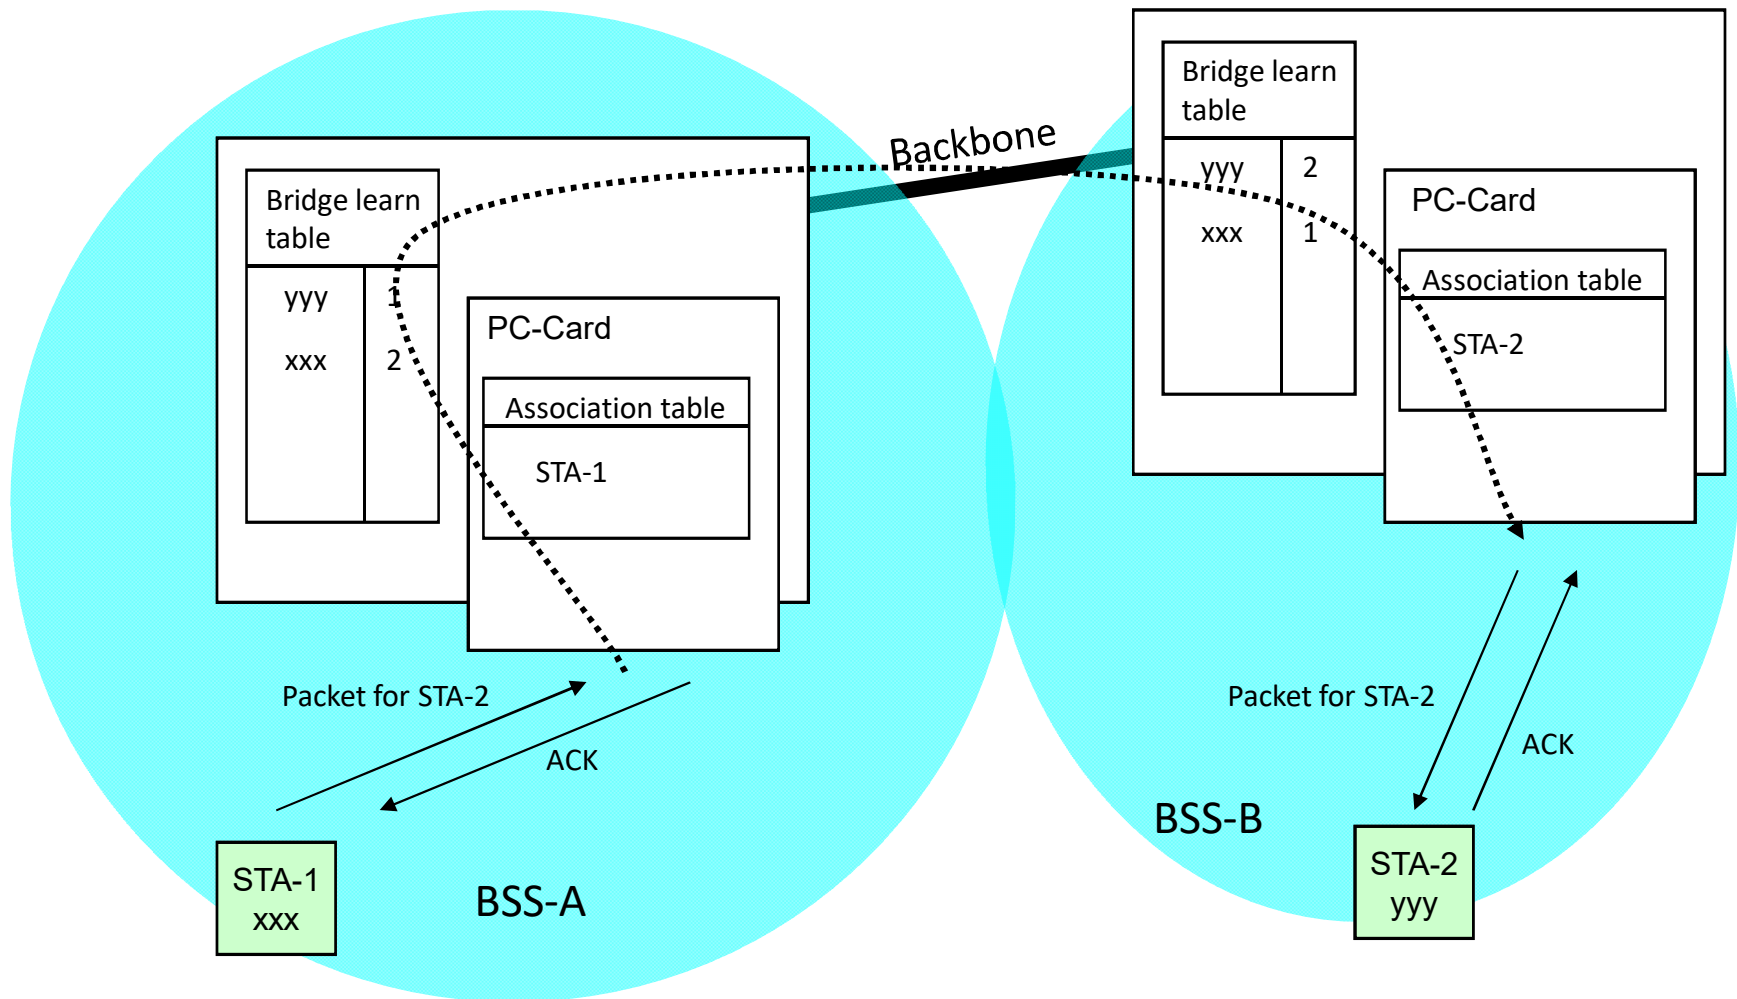 Backbone
Bridge learn
table
yyy 1
xxx 2
PC-Card
Association table
STA-1
Packet for STA-2
ACK
STA-1
xxx
BSS-A
Bridge learn
table
yyy 2
xxx 1
PC-Card
Association table
STA-2
Packet for STA-2
ACK
BSS-B
STA-2
yyy